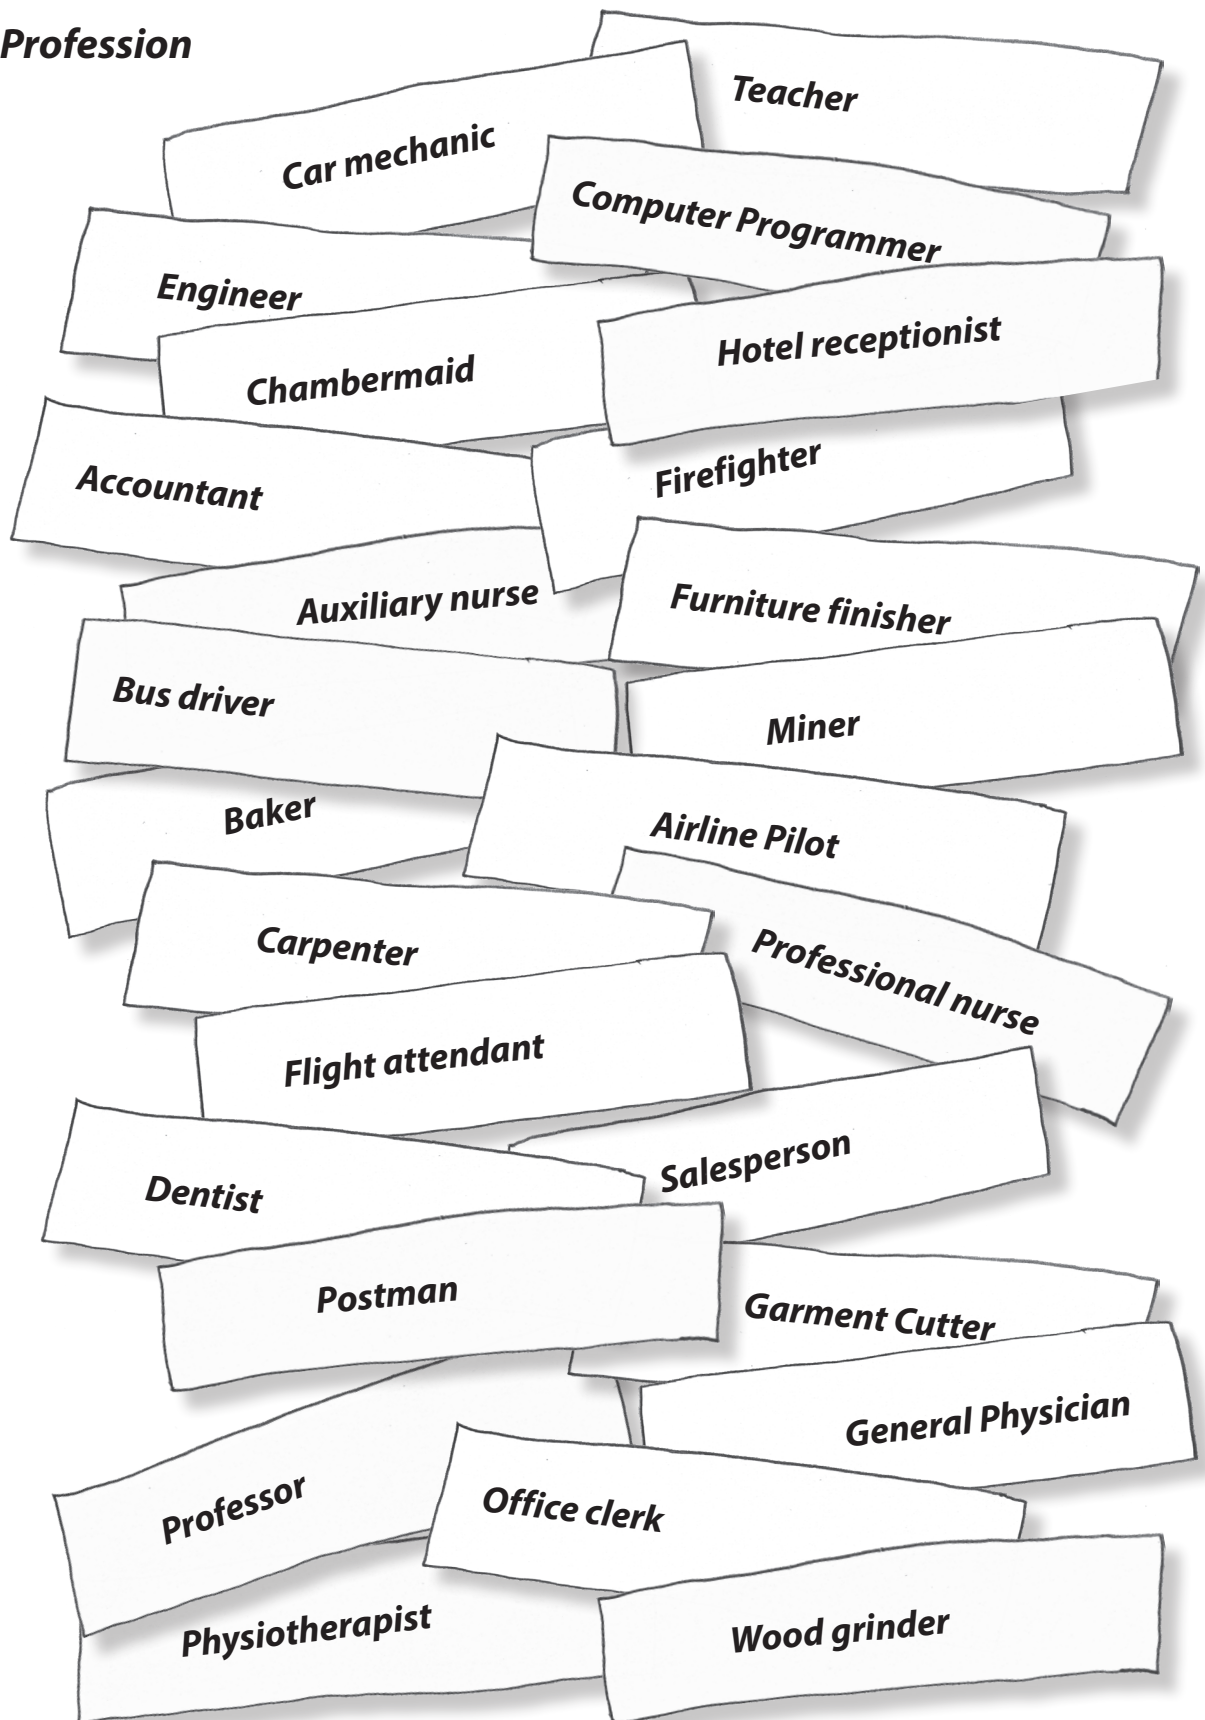 Profession
Teacher
Car mechanic
Computer Programmer
Engineer
Hotel receptionist
Chambermaid
Firefighter
Accountant
Auxiliary nurse
Furniture finisher
Bus driver
Miner
Baker
Airline Pilot
Carpenter
Professional nurse
Flight attendant
Salesperson
Dentist
Postman
Garment Cutter
General Physician
Professor
Office clerk
Physiotherapist
Wood grinder